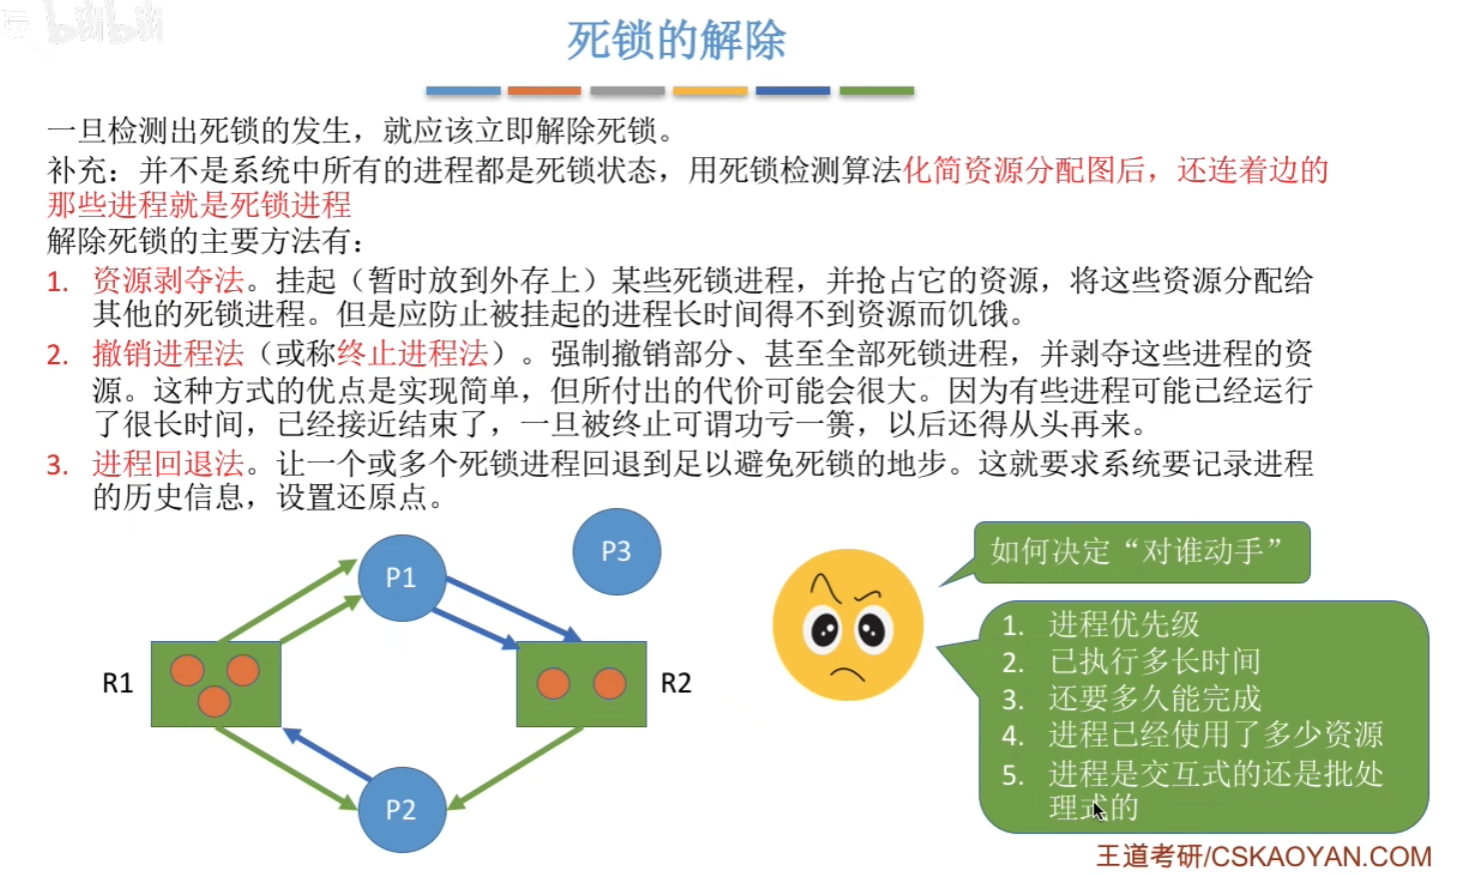 死锁的解除
一旦检测出死锁的发生，就应该立即解除死锁。
补充：并不是系统中所有的进程都是死锁状态，用死锁检测算法化简资源分配图后，还连着边的
那些进程就是死锁进程
解除死锁的主要方法有：
1. 资源剥夺法。挂起（暂时放到外存上）某些死锁进程，并抢占它的资源，将这些资源分配给
其他的死锁进程。但是应防止被挂起的进程长时间得不到资源而饥饿。
2. 撤销进程法（或称终止进程法）。强制撤销部分、甚至全部死锁进程，并剥夺这些进程的资
源。这种方式的优点是实现简单，但所付出的代价可能会很大。因为有些进程可能已经运行
了很长时间，已经接近结束了，一旦被终止可谓功亏一篑，以后还得从头再来。
3. 进程回退法。让一个或多个死锁进程回退到足以避免死锁的地步。这就要求系统要记录进程
的历史信息，设置还原点。
P1
P3
R1
R2
P2
如何决定“对谁动手”
1. 进程优先级
2. 已执行多长时间
3. 还要多久能完成
4. 进程已经使用了多少资源
5. 进程是交互式的还是批处
理式的
王道考研/CSKAOYAN.COM